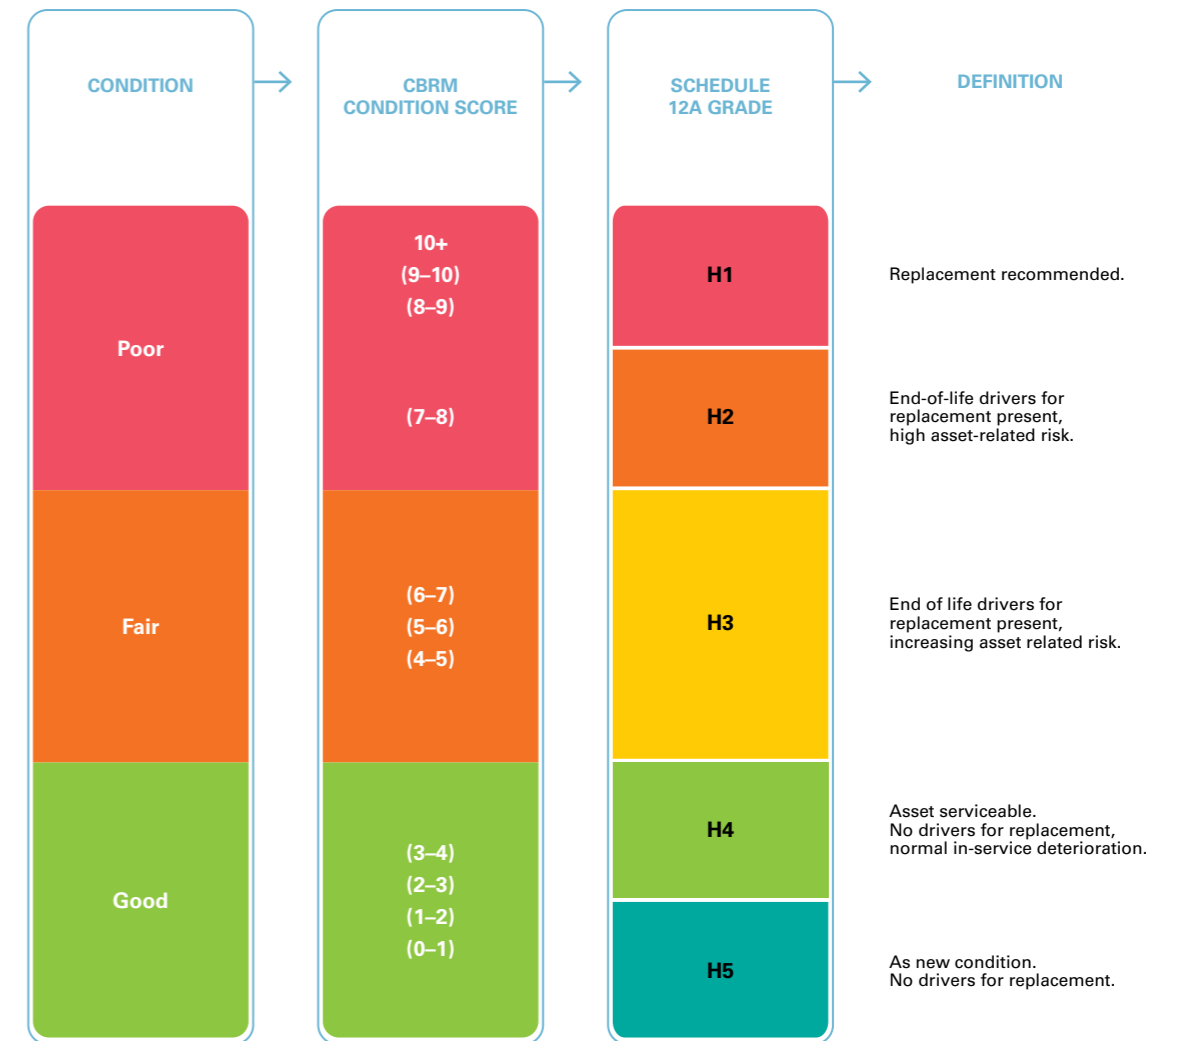 CONDITION
CBRM
CONDITION SCORE
SCHEDULE
12A GRADE
DEFINITION
Poor
10+
(9–10)
(8–9)
(7–8)
H1
Replacement recommended.
H2
End-of-life drivers for
replacement present,
high asset-related risk.
Fair
(6–7)
(5–6)
(4–5)
H3
End of life drivers for
replacement present,
increasing asset related risk.
Good
(3–4)
(2–3)
(1–2)
(0–1)
H4
Asset serviceable.
No drivers for replacement,
normal in-service deterioration.
H5
As new condition.
No drivers for replacement.